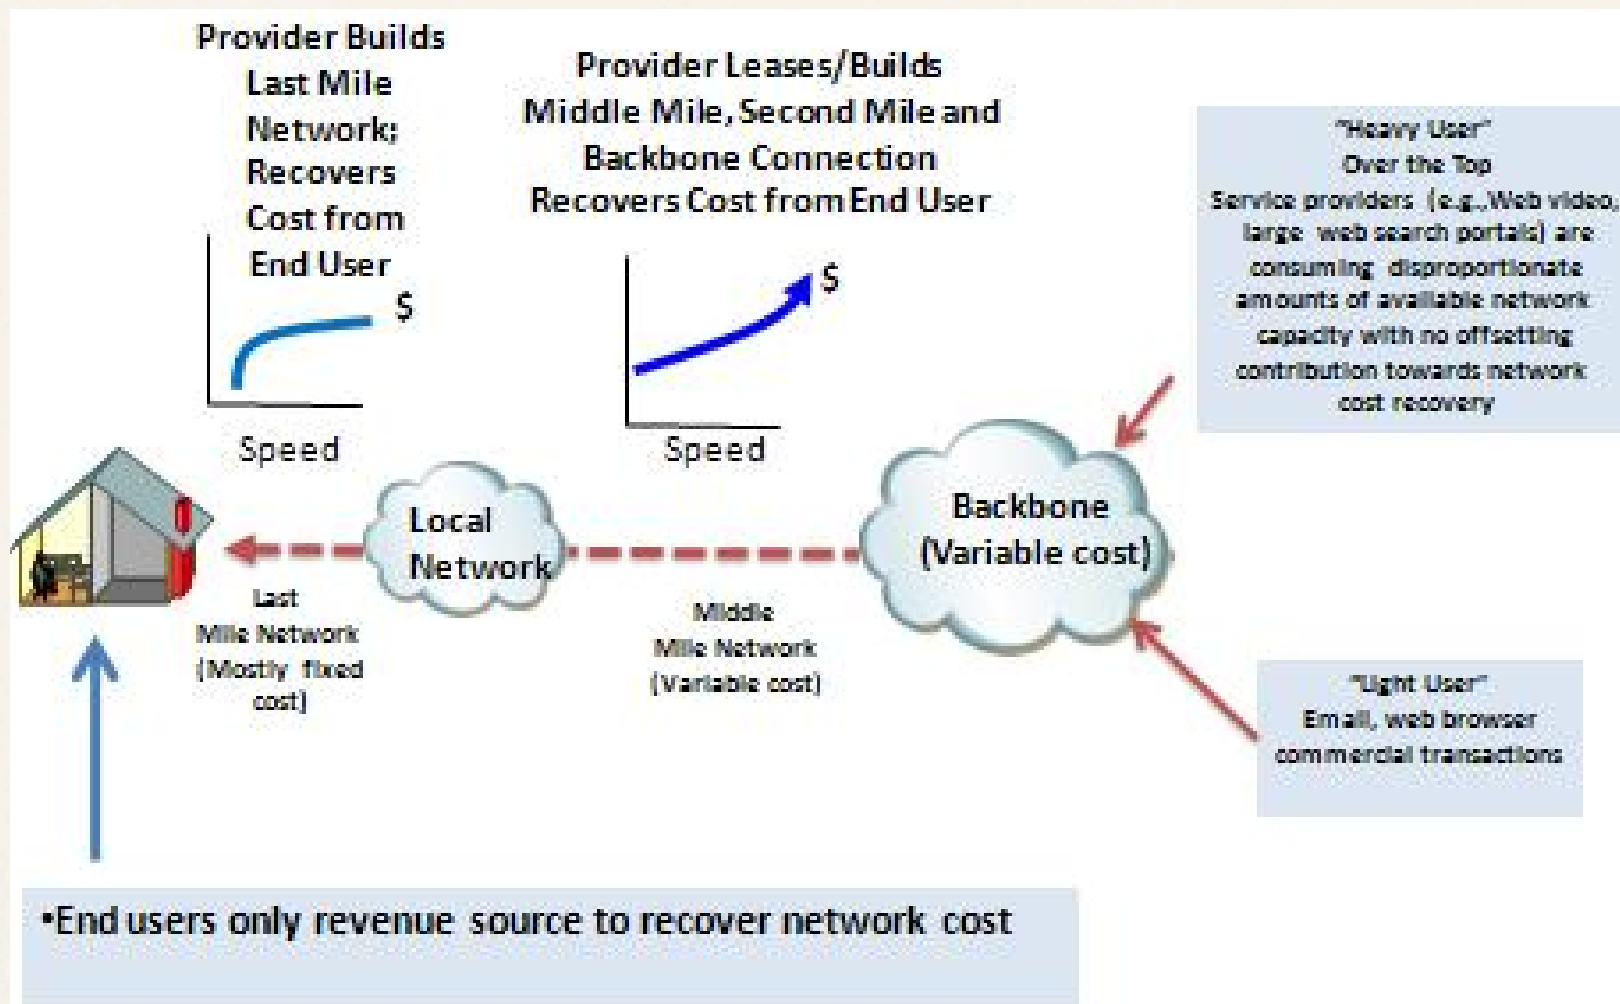 Provider Builds
Last Mile
Network;
Recovers
Cost from
End User
$
Speed
Provider Leases/Builds
Middle Mile, Second Mile and
Backbone Connection
Recovers Cost from End User
$
Speed
"Heavy User"
Over the Top
Service providers (e.g.,Web video,
large web search portals) are
consuming disproportionate
amounts of available network
capacity with no offsetting
contribution towards network
cost recovery
Local
Network
Backbone
(Variable cost)
Last
Mile Network
(Mostly fixed
cost)
Middle
Mile Network
(Variable cost)
"Light User"
Email, web browser
commercial transactions
•End users only revenue source to recover network cost